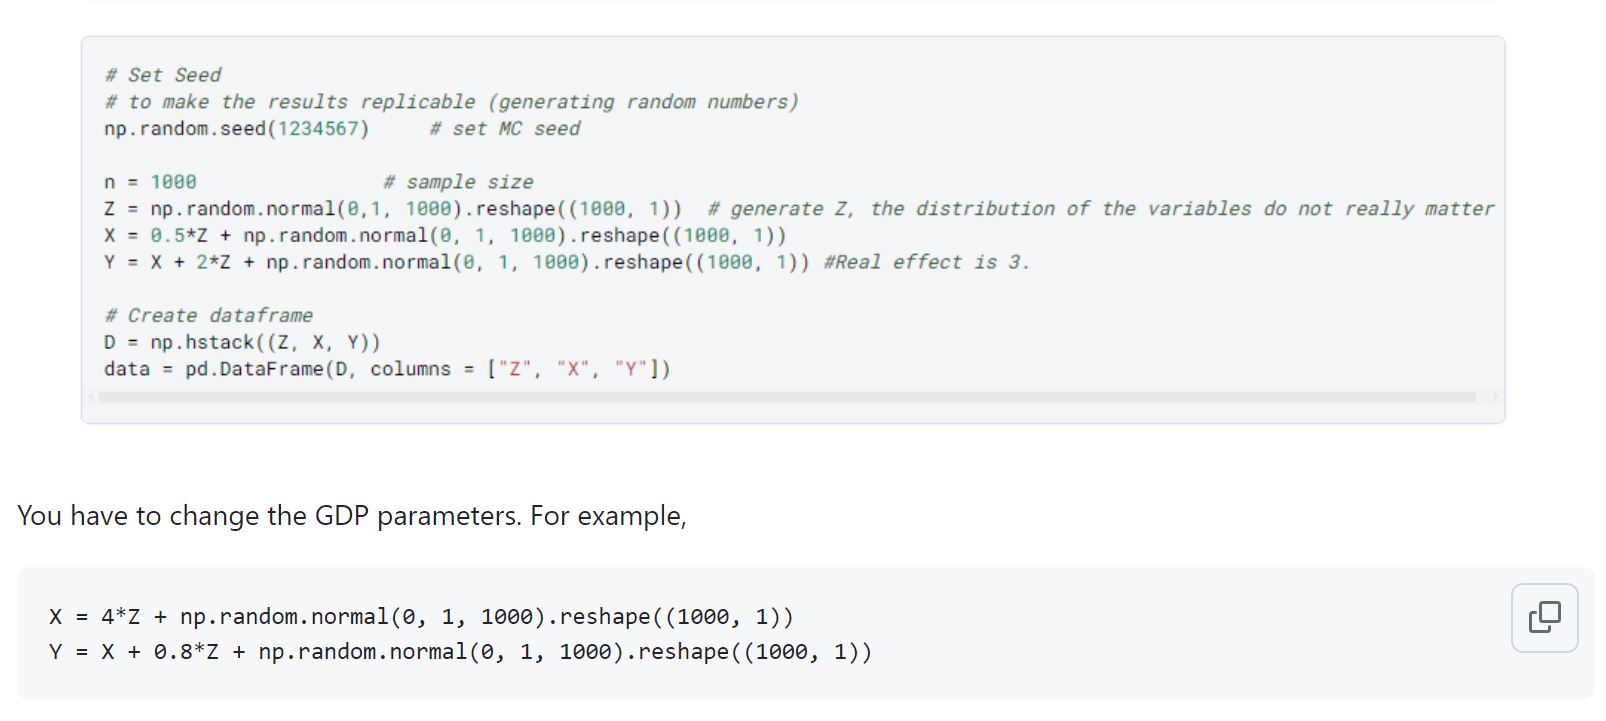 # Set Seed
# to make the results replicable (generating random numbers)
np.random.seed(1234567)     # set MC seed
n = 1000                # sample size
Z = np.random.normal(0,1, 1000).reshape((1000, 1))  # generate Z, the distribution of the variables do not really matter
X = 0.5*Z + np.random.normal(0, 1, 1000).reshape((1000, 1))
Y = X + 2*Z + np.random.normal(0, 1, 1000).reshape((1000, 1)) #Real effect is 3.
# Create dataframe
D = np.hstack((Z, X, Y))
data = pd.DataFrame(D, columns = ["Z", "X", "Y"])
You have to change the GDP parameters. For example,
X = 4*Z + np.random.normal(0, 1, 1000).reshape((1000, 1))
Y = X + 0.8*Z + np.random.normal(0, 1, 1000).reshape((1000, 1))